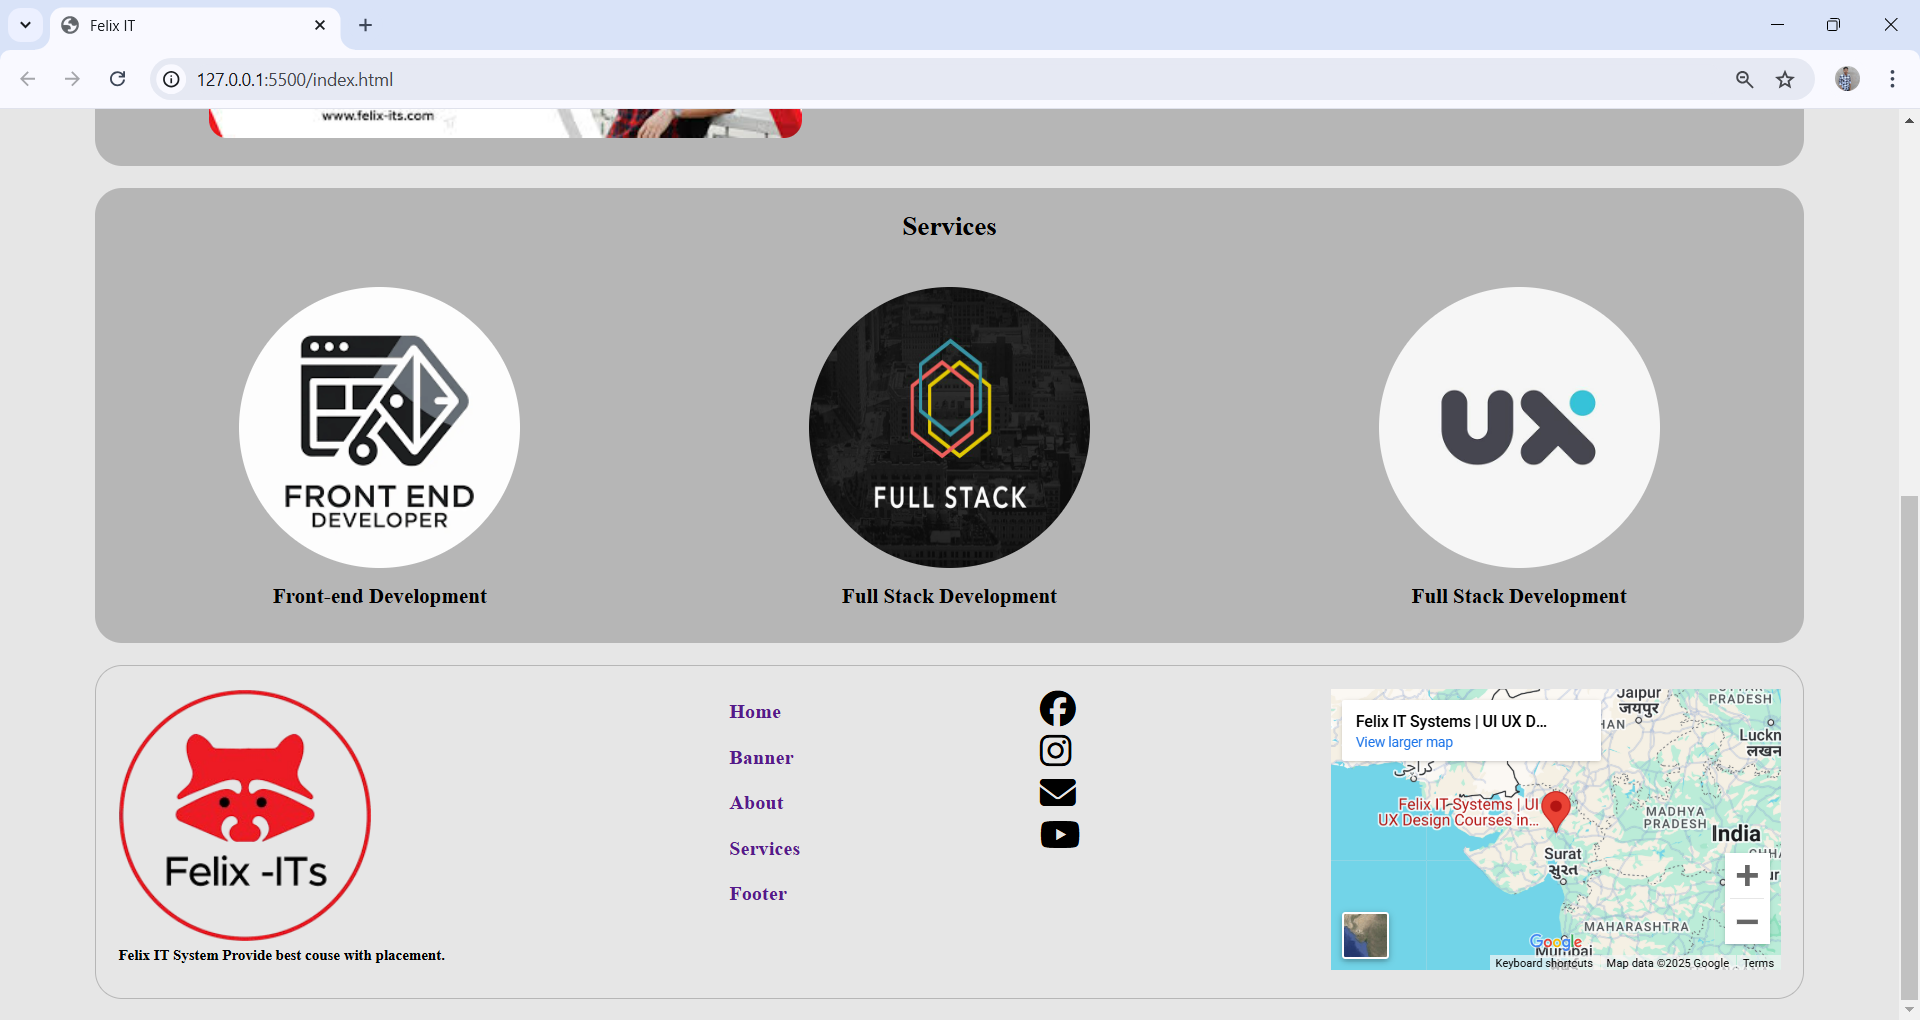 Felix IT
127.0.0.1:5500/index.html
www.felix-its.com
Services
FRONT END
DEVELOPER
FULL STACK
UX
Front-end Development
Full Stack Development
Full Stack Development
Felix -ITs
Felix IT System Provide best couse with placement.
Home
Banner
About
Services
Footer
Felix IT Systems | UI UX D...
View larger map
Jaipur
जयपुर
PRADESH
HAN
Luckn
लखन
كراچی
Felix IT Systems | UI
UX Design Courses in...
MADHYA
PRADESH
India
Surat
सुरत
MAHARASHTRA
Google
Mumbai
Keyboard shortcuts
Map data ©2025 Google
Terms